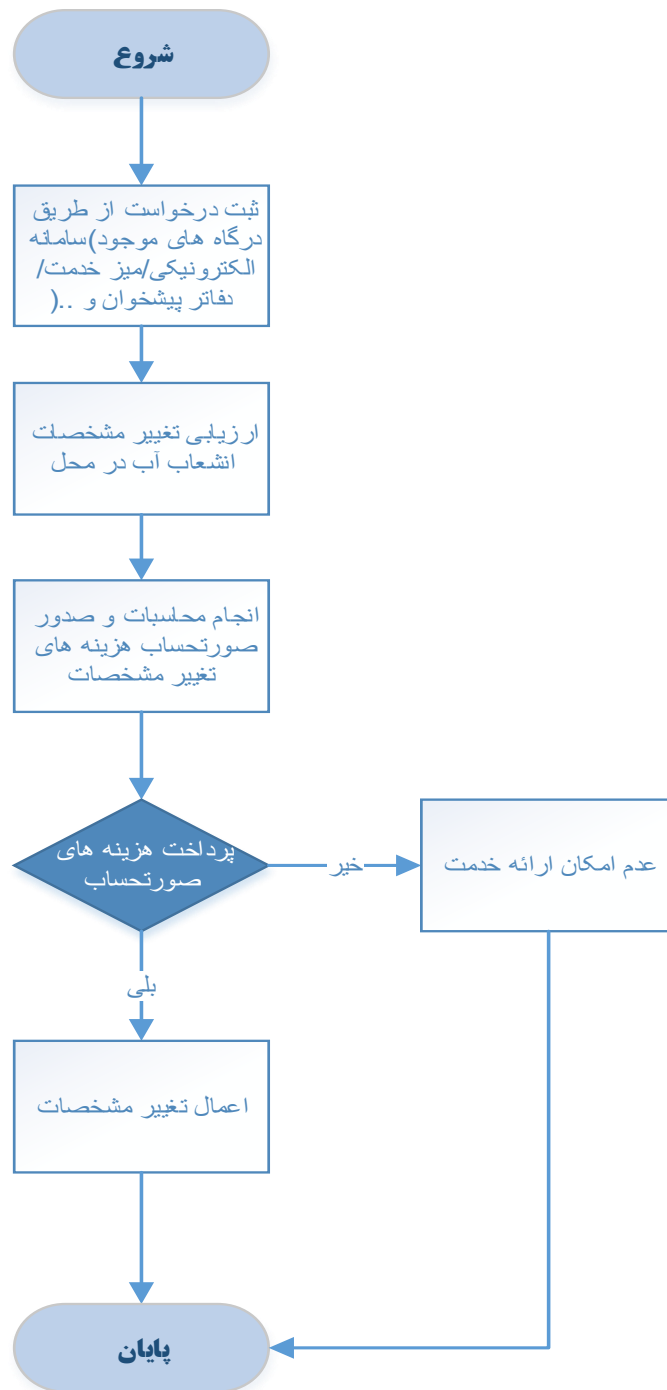 شروع
ثبت درخواست از طریق
درگاه های موجود)سامانه
الکترونیکی/میز خدمت/
دفاتر پیشخوان و ..(
ارزیابی تغییر مشخصات
انشعاب آب در محل
انجام محاسبات و صدور
صورتحساب هزینه های
تغییر مشخصات
پرداخت هزینه های
صورتحساب
خیر
عدم امکان ارائه خدمت
بلی
اعمال تغییر مشخصات
پایان